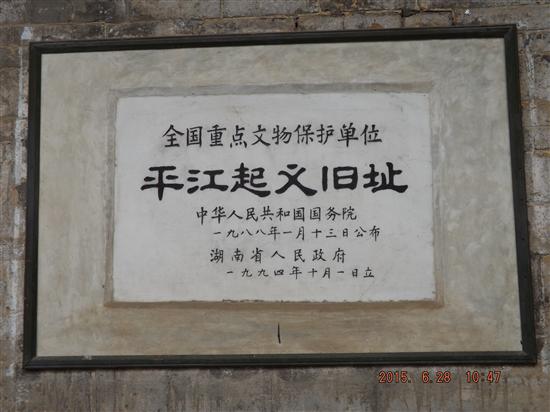 全国重点文物保护单位
平江起义旧址
中华人民共和国国务院
一九八八年一月十三日公布
湖南省人民政府
一九九四年十月一日立
2015. 6.28 10:47